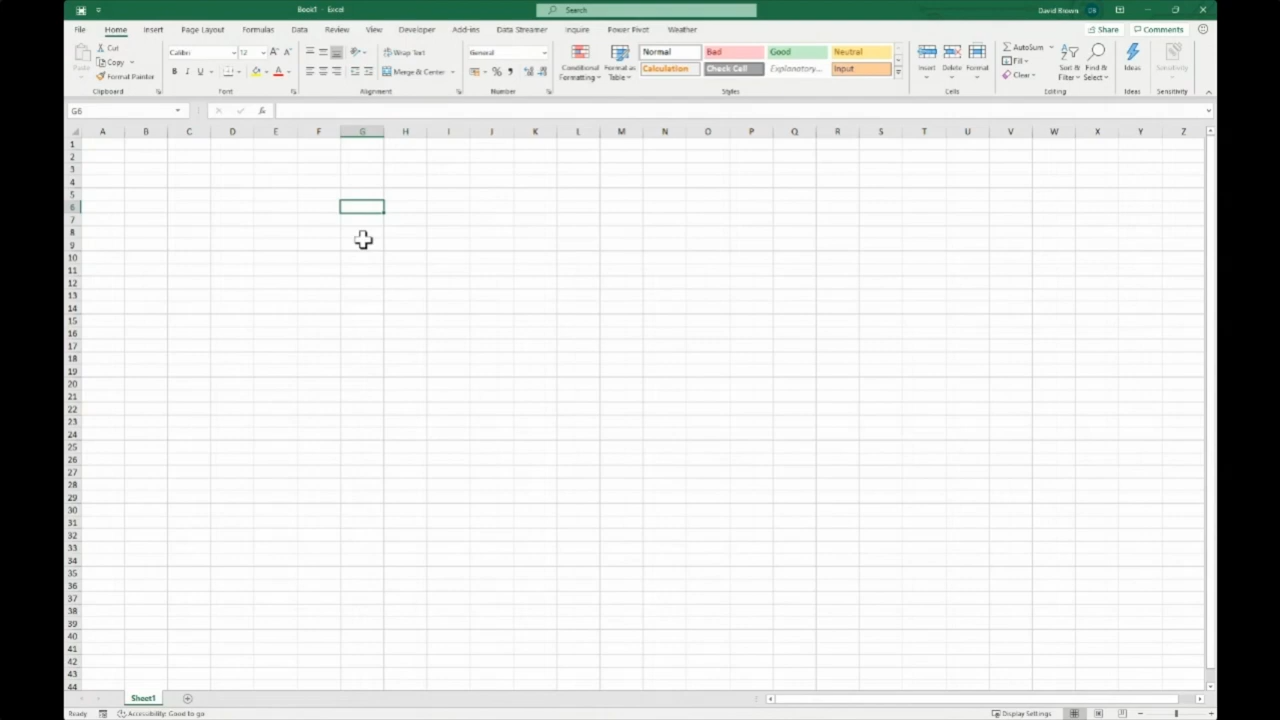 Book1 - Excel
Search
David Brown
DB
File Home Insert Page Layout Formulas Data Review View Developer Add-ins Data Streamer Inquire Power Pivot Weather
Share Comments
Paste
Cut
Copy
Format Painter
Clipboard
Calibri 12
B I U
Font
Wrap Text
Merge & Center
Alignment
General
$ % ,
Number
Conditional Formatting
Format as Table
Normal Bad Good Neutral
Calculation Check Cell Explanatory... Input
Styles
Insert Delete Format
Cells
AutoSum
Fill
Clear
Sort & Filter
Find & Select
Editing
Ideas
Ideas
Sensitivity
Sensitivity
G6
fx
A B C D E F G H I J K L M N O P Q R S T U V W X Y Z
1
2
3
4
5
6
7
8
9
10
11
12
13
14
15
16
17
18
19
20
21
22
23
24
25
26
27
28
29
30
31
32
33
34
35
36
37
38
39
40
41
42
43
44
Sheet1
Ready Accessibility: Good to go Display Settings